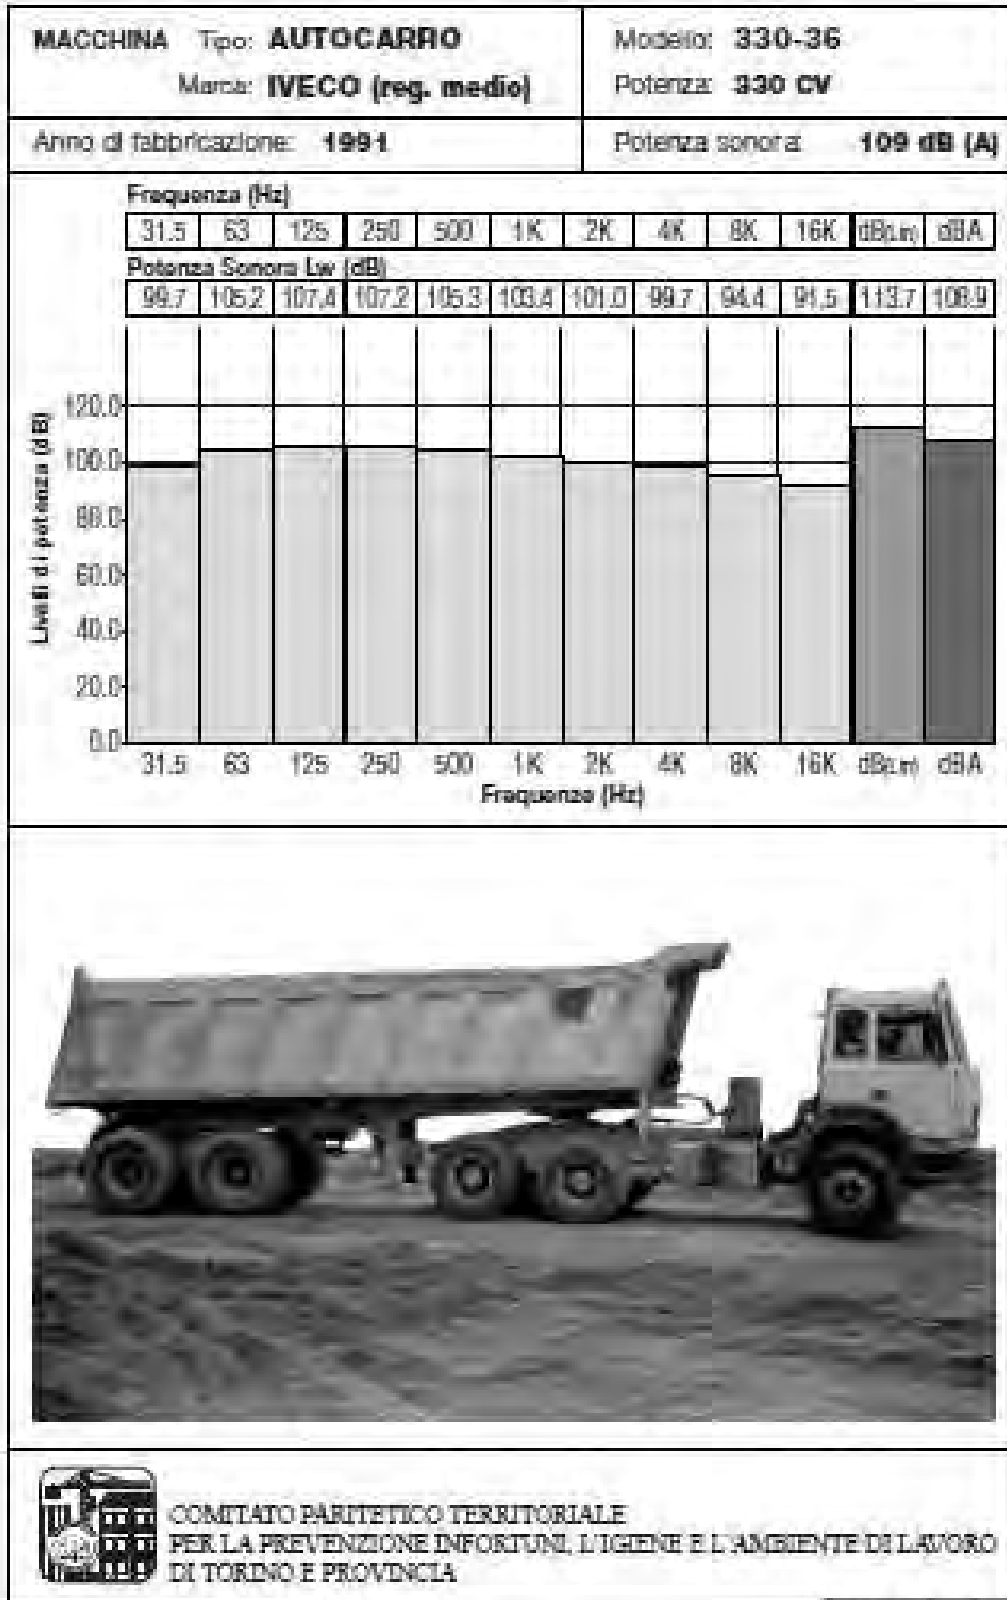 MACCHINA Tipo: AUTOCARRO
Marca: IVECO (reg. medio)
Modello: 330-36
Potenza: 330 CV
Anno di fabbricazione: 1991
Potenza sonora: 109 dB (A)
Frequenza (Hz)
31.5 63 125 250 500 1K 2K 4K 8K 16K dB(Lin) dBA
Potenza Sonora Lw (dB)
99.7 105.2 107.4 107.2 105.3 103.4 101.0 99.7 94.4 91.5 113.7 108.9
Livelli di potenza (dB)
120.0
100.0
80.0
60.0
40.0
20.0
0.0
31.5 63 125 250 500 1K 2K 4K 8K 16K dB(Lin) dBA
Frequenza (Hz)
COMITATO PARITETICO TERRITORIALE
PER LA PREVENZIONE INFORTUNI, L'IGIENE E L'AMBIENTE DI LAVORO
DI TORINO E PROVINCIA